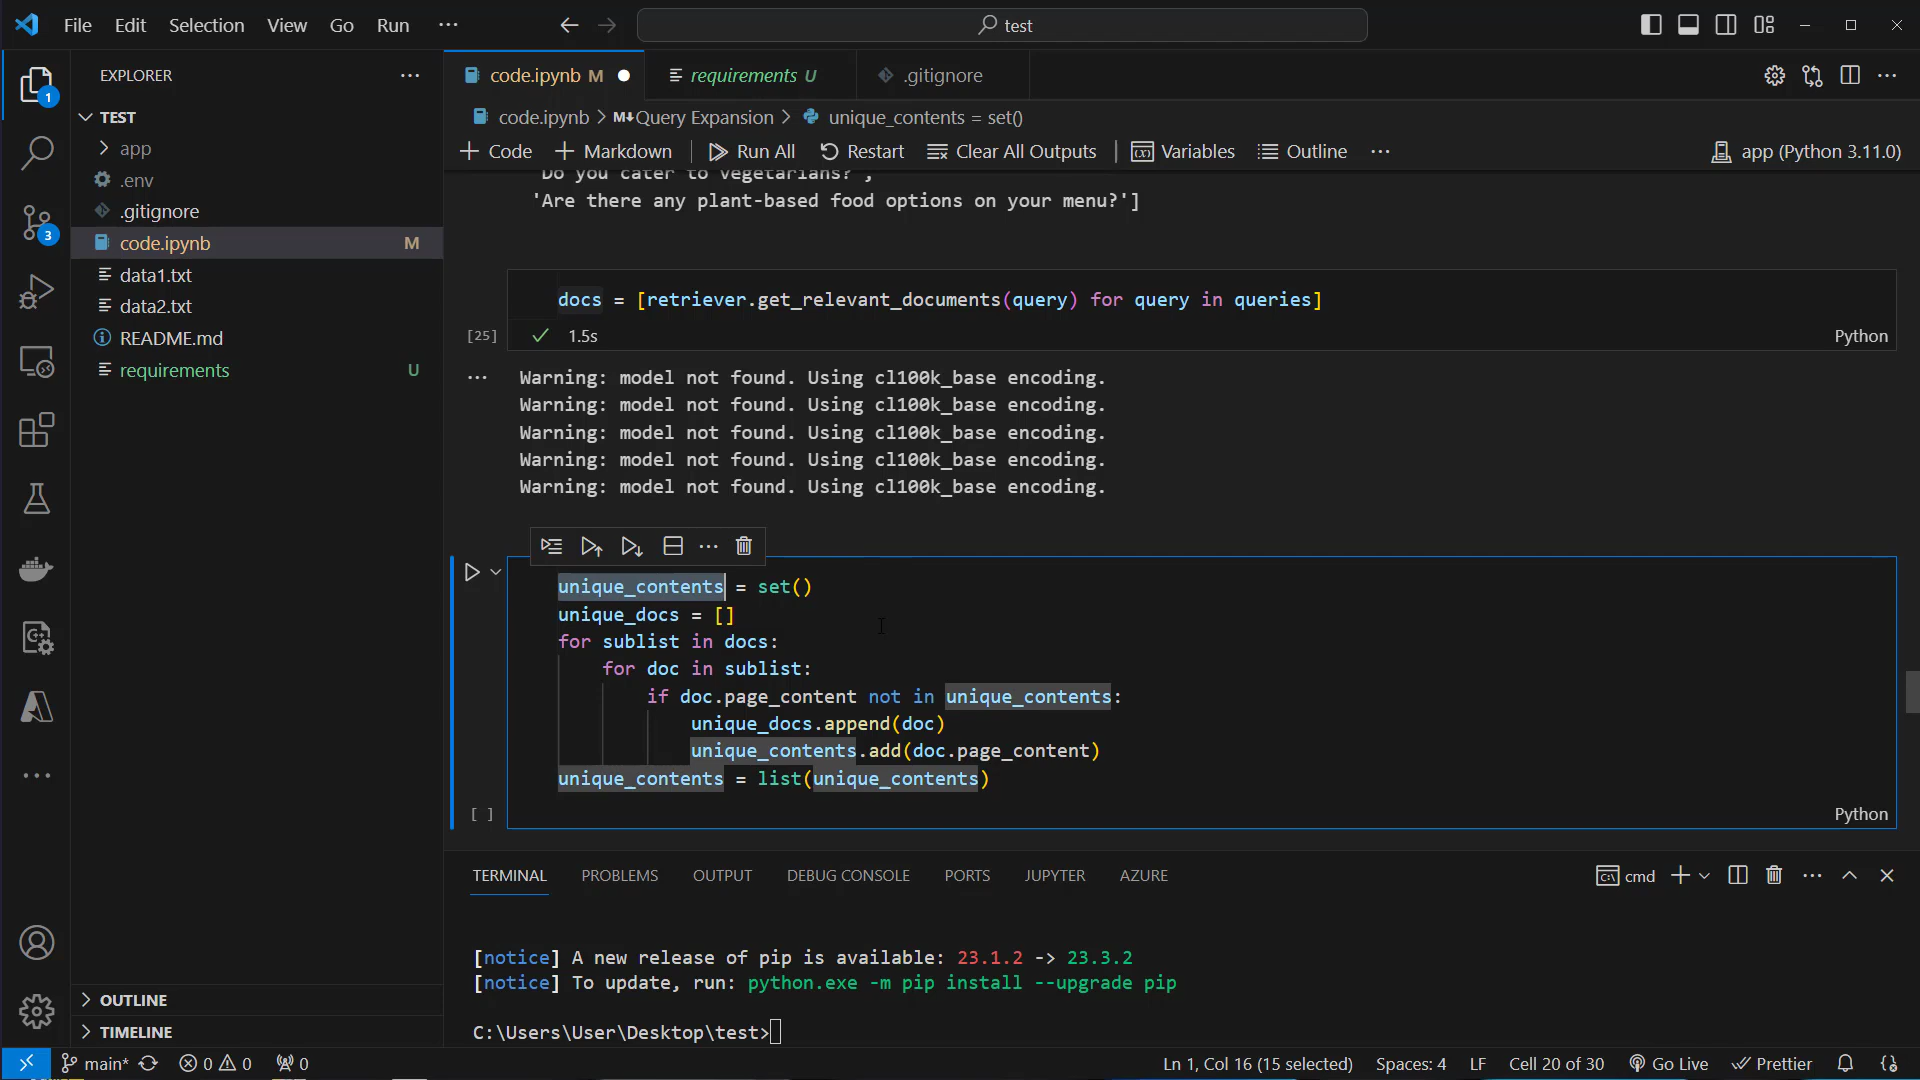 File Edit Selection View Go Run ··· test
EXPLORER ···
TEST
app
.env
.gitignore
code.ipynb M
data1.txt
data2.txt
README.md
requirements U
OUTLINE
TIMELINE
1
3
code.ipynb M requirements U .gitignore
code.ipynb > M↓Query Expansion > unique_contents = set()
+ Code + Markdown Run All Restart Clear All Outputs Variables Outline ··· app (Python 3.11.0)
'Do you cater to vegetarians?',
'Are there any plant-based food options on your menu?']
docs = [retriever.get_relevant_documents(query) for query in queries]
[25] 1.5s Python
Warning: model not found. Using cl100k_base encoding.
Warning: model not found. Using cl100k_base encoding.
Warning: model not found. Using cl100k_base encoding.
Warning: model not found. Using cl100k_base encoding.
Warning: model not found. Using cl100k_base encoding.
unique_contents = set()
unique_docs = []
for sublist in docs:
for doc in sublist:
if doc.page_content not in unique_contents:
unique_docs.append(doc)
unique_contents.add(doc.page_content)
unique_contents = list(unique_contents)
[ ] Python
TERMINAL PROBLEMS OUTPUT DEBUG CONSOLE PORTS JUPYTER AZURE cmd
[notice] A new release of pip is available: 23.1.2 -> 23.3.2
[notice] To update, run: python.exe -m pip install --upgrade pip
C:\Users\User\Desktop\test>
main* 0 0 0 Ln 1, Col 16 (15 selected) Spaces: 4 LF Cell 20 of 30 Go Live Prettier